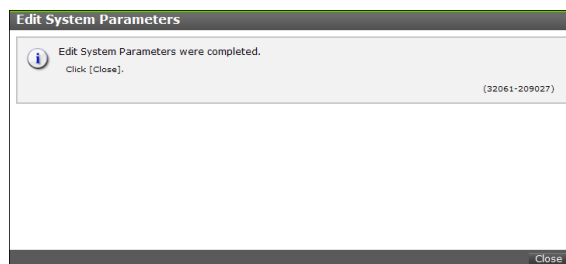 Edit System Parameters
Edit System Parameters were completed.
Click [Close].
(32061-209027)
Close